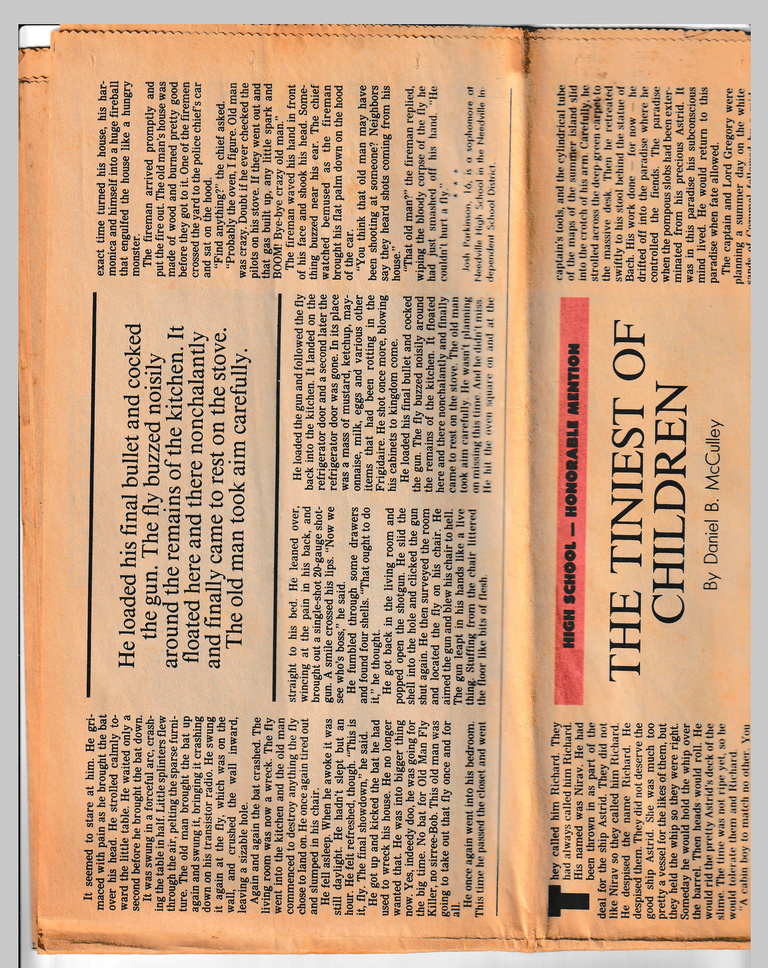 It seemed to stare at him. He gri-
maced with pain as he brought the bat
over his head. He stringed calmly to-
ward the little table. He waited only a
second before he brought the bat down.
It was swung in a forceful arc, crash-
ing the table in half. Little splinters flew
through the air, pelting the sparse furni-
ture. The old man brought the bat up
again and swung it, bringing it crashing
down on his transistor radio. He swung
it again at the fly, which was on the
wall, and crushed the wall inward,
leaving a sizable hole.
Again and again the bat crashed. The
living room was now a wreck. The fly
went into the kitchen and the old man
commenced to destroy anything the fly
chose to land on. He once again tired out
and slumped in his chair.
He fell asleep. When he awoke it was
still daylight. He hadn't slept but an
hour. He felt refreshed, though. "This is
it, fly. The final showdown," he said.
He got up and kicked the bat he had
used to wreck his house. He no longer
wanted that. He was into bigger thing
now. Yes, indeedy doo, he was going for
the big time. No bat for Old Man Fly
Killer, no sirree-Bob. This old man was
going to take out that fly once and for
all.
He once again went into his bedroom.
This time he passed the closet and went
He loaded his final bullet and cocked
the gun. The fly buzzed noisily
around the remains of the kitchen. It
floated here and there nonchalantly
and finally came to rest on the stove.
The old man took aim carefully.
straight to his bed. He leaned over,
wincing at the pain in his back, and
brought out a single-shot 20-gauge shot-
gun. A smile crossed his lips. "Now we
see who's boss," he said.
He fumbled through some drawers
and found four shells. "That ought to do
it," he thought.
He got back in the living room and
popped open the shotgun. He slid the
shell into the hole and clicked the gun
shut again. He then surveyed the room
and located the fly on his chair. He
aimed the gun and blew his chair to hell.
The gun leapt in his hands like a live
thing. Stuffing from the chair littered
the floor like bits of flesh.
He loaded the gun and followed the fly
back into the kitchen. It landed on the
refrigerator door and a second later the
refrigerator door was gone. In its place
was a mass of mustard, ketchup, may-
onnaise, milk, eggs and various other
items that had been rotting in the
Frigidaire. He shot once more, blowing
his cabinets to kingdom come.
He loaded his final bullet and cocked
the gun. The fly buzzed noisily around
the remains of the kitchen. It floated
here and there nonchalantly and finally
came to rest on the stove. The old man
took aim carefully. He wasn't planning
on missing this time. And he didn't miss.
He hit the oven square on and at the
exact time turned his house, his har-
monica and himself into a huge fireball
that engulfed the house like a hungry
monster.
The fireman arrived promptly and
put the fire out. The old man's house was
made of wood and burned pretty good
before they got to it. One of the firemen
crossed the yard to the police chief's car
and sat on the hood.
"Find anything?" the chief asked.
"Probably the oven, I figure. Old man
was crazy. Doubt if he ever checked the
pilots on his stove. If they went out and
that gas built up, any little spark and
BOOM! Bye-bye crazy old man."
The fireman waved his hand in front
of his face and shook his head. Some-
thing buzzed near his ear. The chief
watched bemused as the fireman
brought his flat palm down on the hood
of the car.
"You think that old man may have
been shooting at someone? Neighbors
say they heard shots coming from his
house."
"That old man?" the fireman replied,
wiping the bloody corpse of the fly he
had just smashed off his hand. "He
couldn't hurt a fly."
* * *
Josh Parkonson, 16, is a sophomore at
Needville High School in the Needville In-
dependent School District.
They called him Richard. They
had always called him Richard.
His named was Nirav. He had
been thrown in as part of the
deal for the ship Astrid. They did not
like Nirav so they called him Richard.
He despised the name Richard. He
despised them. They did not deserve the
good ship Astrid. She was much too
pretty a vessel for the likes of them, but
they held the whip so they were right.
Someday he would hold the whip over
the barrel. Then heads would roll. He
would rid the pretty Astrid's deck of the
slime. The time was not ripe yet, so he
would tolerate them and Richard.
"A cabin boy to match no other. You
HIGH SCHOOL — HONORABLE MENTION
THE TINIEST OF
CHILDREN
By Daniel B. McCulley
captain's tools, and the cylindrical tube
of the maps of the summer island slid
into the crotch of his arm. Carefully, he
strolled across the deep-green carpet to
the massive desk. Then he retreated
swiftly to his stool behind the statue of
Bach. His work done — for now — he
drifted off into the paradise where he
controlled the fiends. The paradise
when the pompous slobs had been exter-
minated from his precious Astrid. It
was in this paradise his subconscious
mind lived. He would return to this
paradise when fate allowed.
The captain and Lord Gregory were
planning a summer day on the white